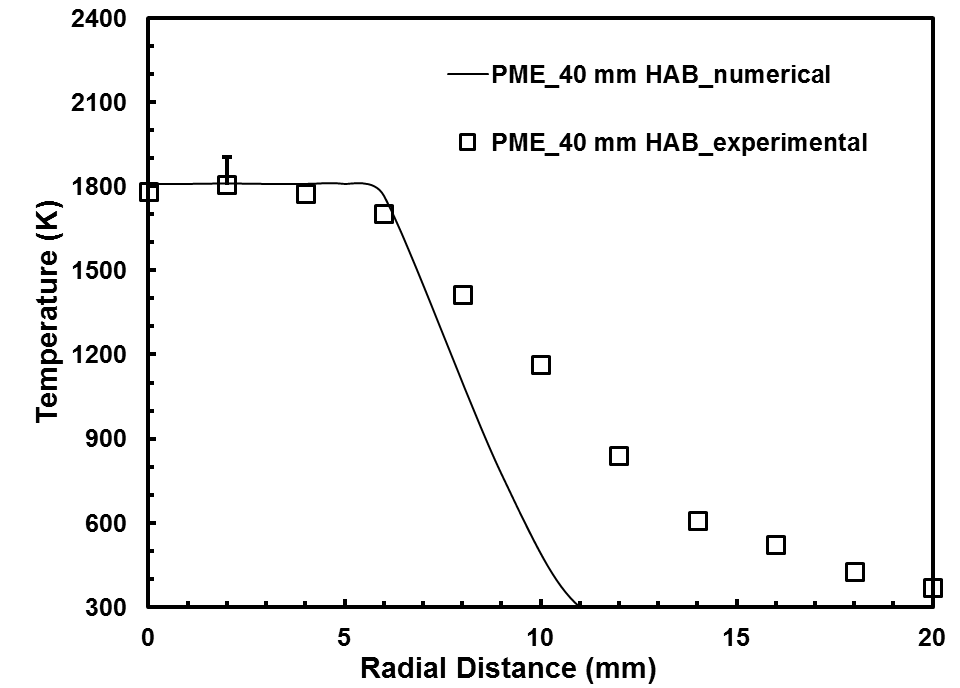 2400
2100
1800
1500
1200
900
600
300
Temperature (K)
PME_40 mm HAB_numerical
PME_40 mm HAB_experimental
0 5 10 15 20
Radial Distance (mm)